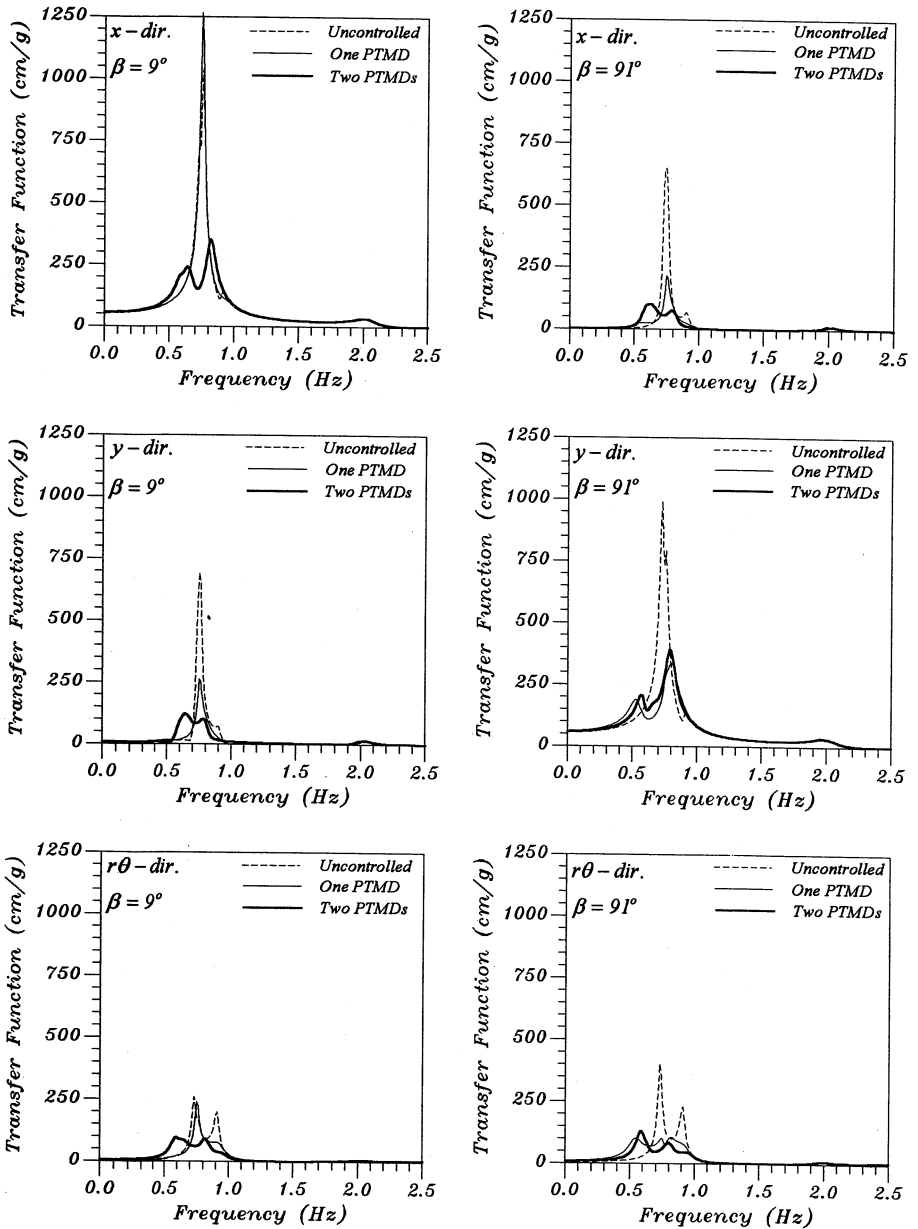 Transfer Function (cm/g)
1250
1000
750
500
250
0
x-dir.
β = 9°
Uncontrolled
One PTMD
Two PTMDs
0.0 0.5 1.0 1.5 2.0 2.5
Frequency (Hz)
Transfer Function (cm/g)
1250
1000
750
500
250
0
x-dir.
β = 91°
Uncontrolled
One PTMD
Two PTMDs
0.0 0.5 1.0 1.5 2.0 2.5
Frequency (Hz)
Transfer Function (cm/g)
1250
1000
750
500
250
0
y-dir.
β = 9°
Uncontrolled
One PTMD
Two PTMDs
0.0 0.5 1.0 1.5 2.0 2.5
Frequency (Hz)
Transfer Function (cm/g)
1250
1000
750
500
250
0
y-dir.
β = 91°
Uncontrolled
One PTMD
Two PTMDs
0.0 0.5 1.0 1.5 2.0 2.5
Frequency (Hz)
Transfer Function (cm/g)
1250
1000
750
500
250
0
rθ-dir.
β = 9°
Uncontrolled
One PTMD
Two PTMDs
0.0 0.5 1.0 1.5 2.0 2.5
Frequency (Hz)
Transfer Function (cm/g)
1250
1000
750
500
250
0
rθ-dir.
β = 91°
Uncontrolled
One PTMD
Two PTMDs
0.0 0.5 1.0 1.5 2.0 2.5
Frequency (Hz)